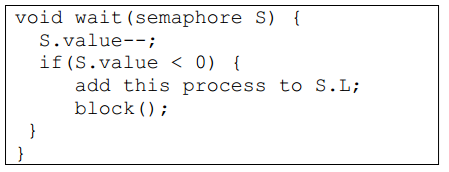 void wait(semaphore S) {
S.value--;
if(S.value < 0) {
add this process to S.L;
block();
}
}